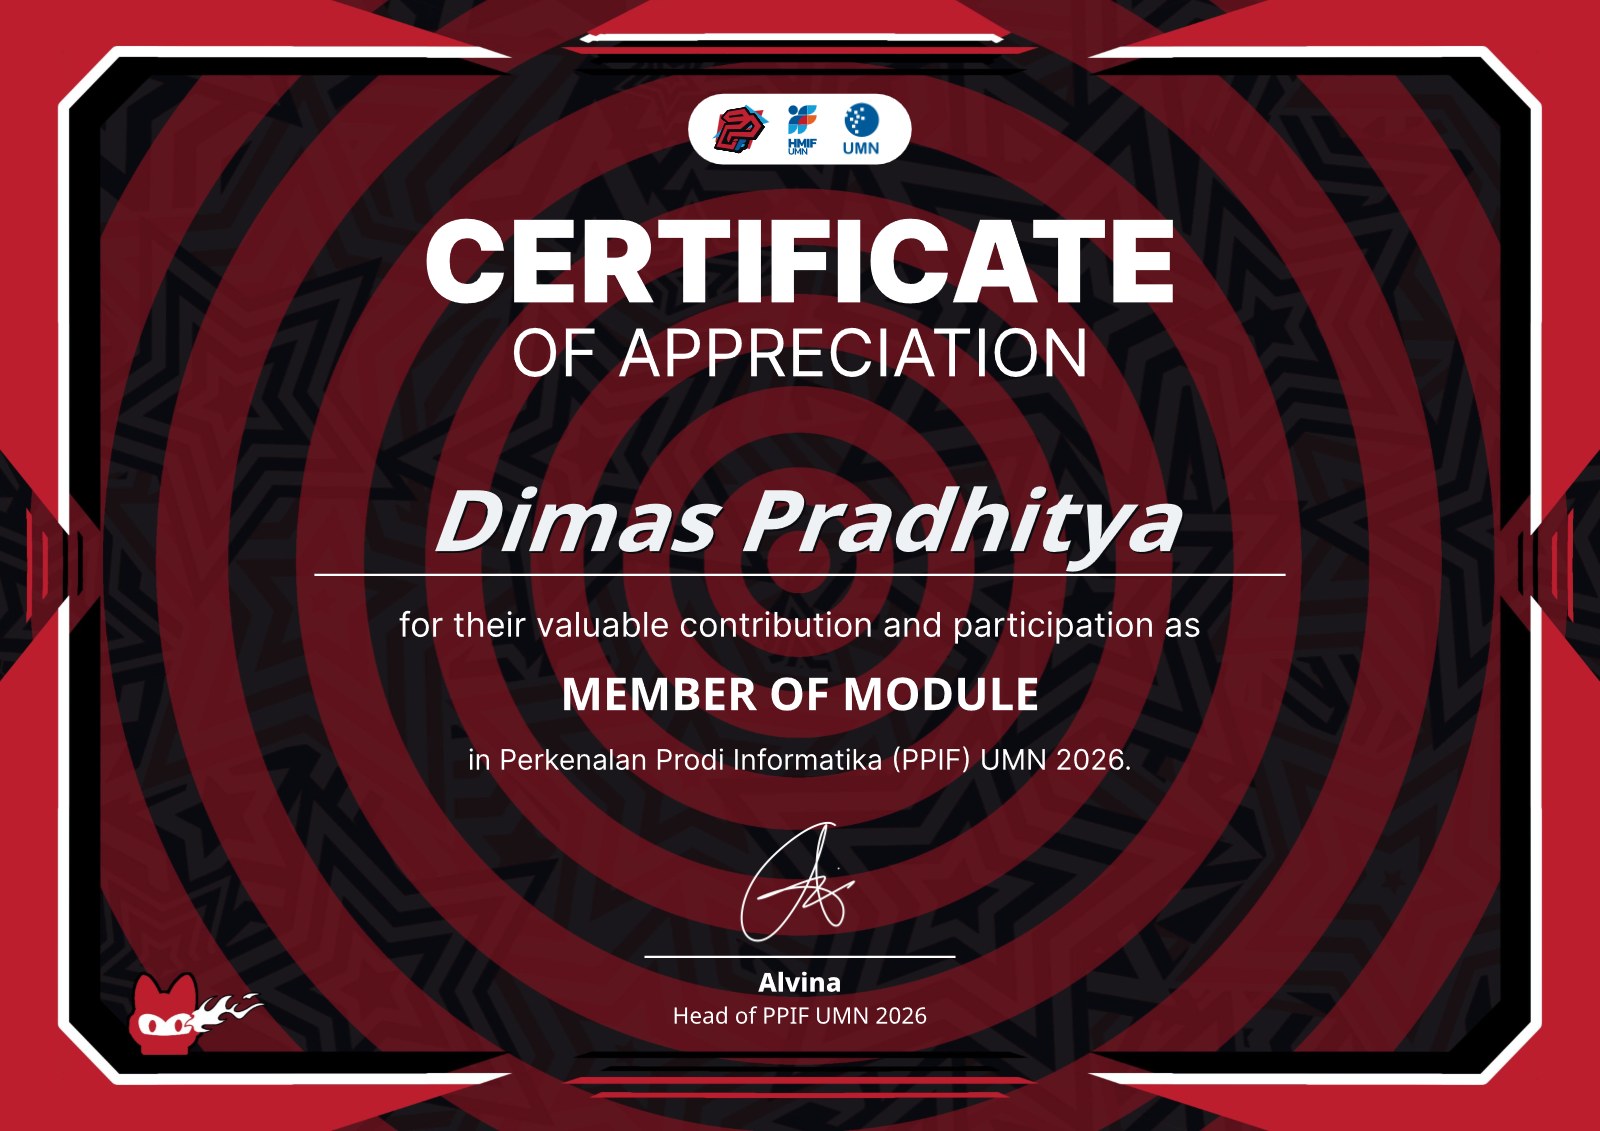 HMIF
UMN
UMN
CERTIFICATE
OF APPRECIATION
Dimas Pradhitya
for their valuable contribution and participation as
MEMBER OF MODULE
in Perkenalan Prodi Informatika (PPIF) UMN 2026.
Alvina
Head of PPIF UMN 2026